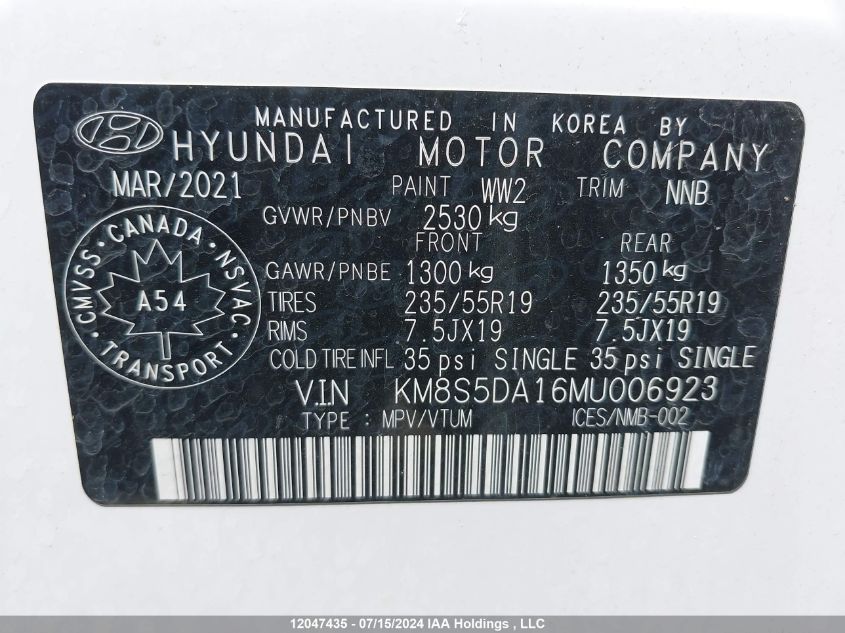 MANUFACTURED IN KOREA BY
HYUNDAI MOTOR COMPANY
MAR/2021 PAINT WW2 TRIM NNB
GVWR/PNBV 2530 kg
FRONT REAR
GAWR/PNBE 1300 kg 1350 kg
TIRES 235/55R19 235/55R19
RIMS 7.5JX19 7.5JX19
COLD TIRE INFL 35 psi SINGLE 35 psi SINGLE
V.I.N KM8S5DA16MU006923
TYPE : MPV/VTUM ICES/NMB-002
CMVSS • CANADA • NSVAC • TRANSPORT •
A54
12047435 - 07/15/2024 IAA Holdings , LLC